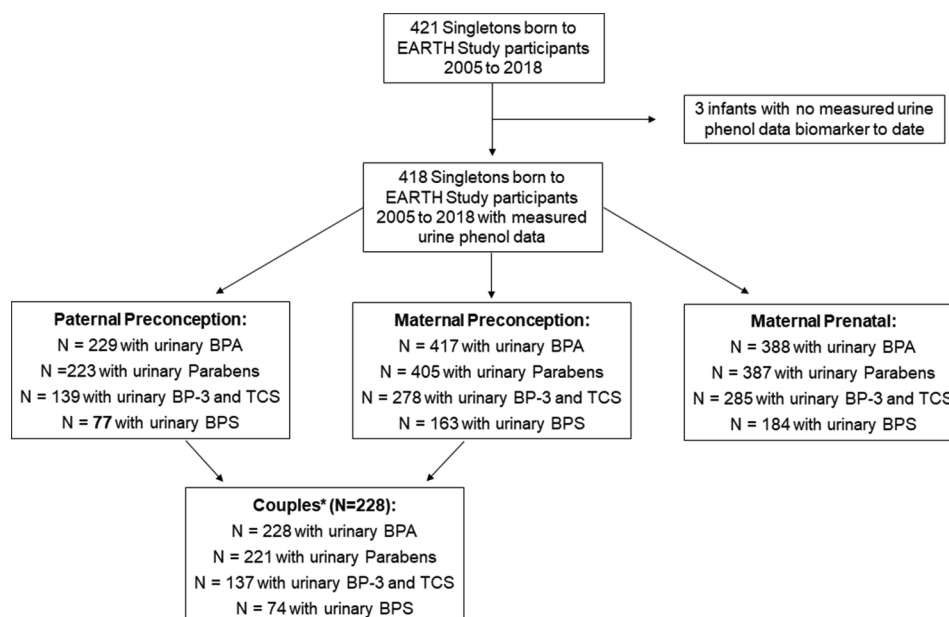 421 Singletons born to
EARTH Study participants
2005 to 2018
3 infants with no measured urine
phenol data biomarker to date
418 Singletons born to
EARTH Study participants
2005 to 2018 with measured
urine phenol data
Paternal Preconception:
N = 229 with urinary BPA
N =223 with urinary Parabens
N = 139 with urinary BP-3 and TCS
N = 77 with urinary BPS
Maternal Preconception:
N = 417 with urinary BPA
N = 405 with urinary Parabens
N = 278 with urinary BP-3 and TCS
N = 163 with urinary BPS
Maternal Prenatal:
N = 388 with urinary BPA
N = 387 with urinary Parabens
N = 285 with urinary BP-3 and TCS
N = 184 with urinary BPS
Couples* (N=228):
N = 228 with urinary BPA
N = 221 with urinary Parabens
N = 137 with urinary BP-3 and TCS
N = 74 with urinary BPS